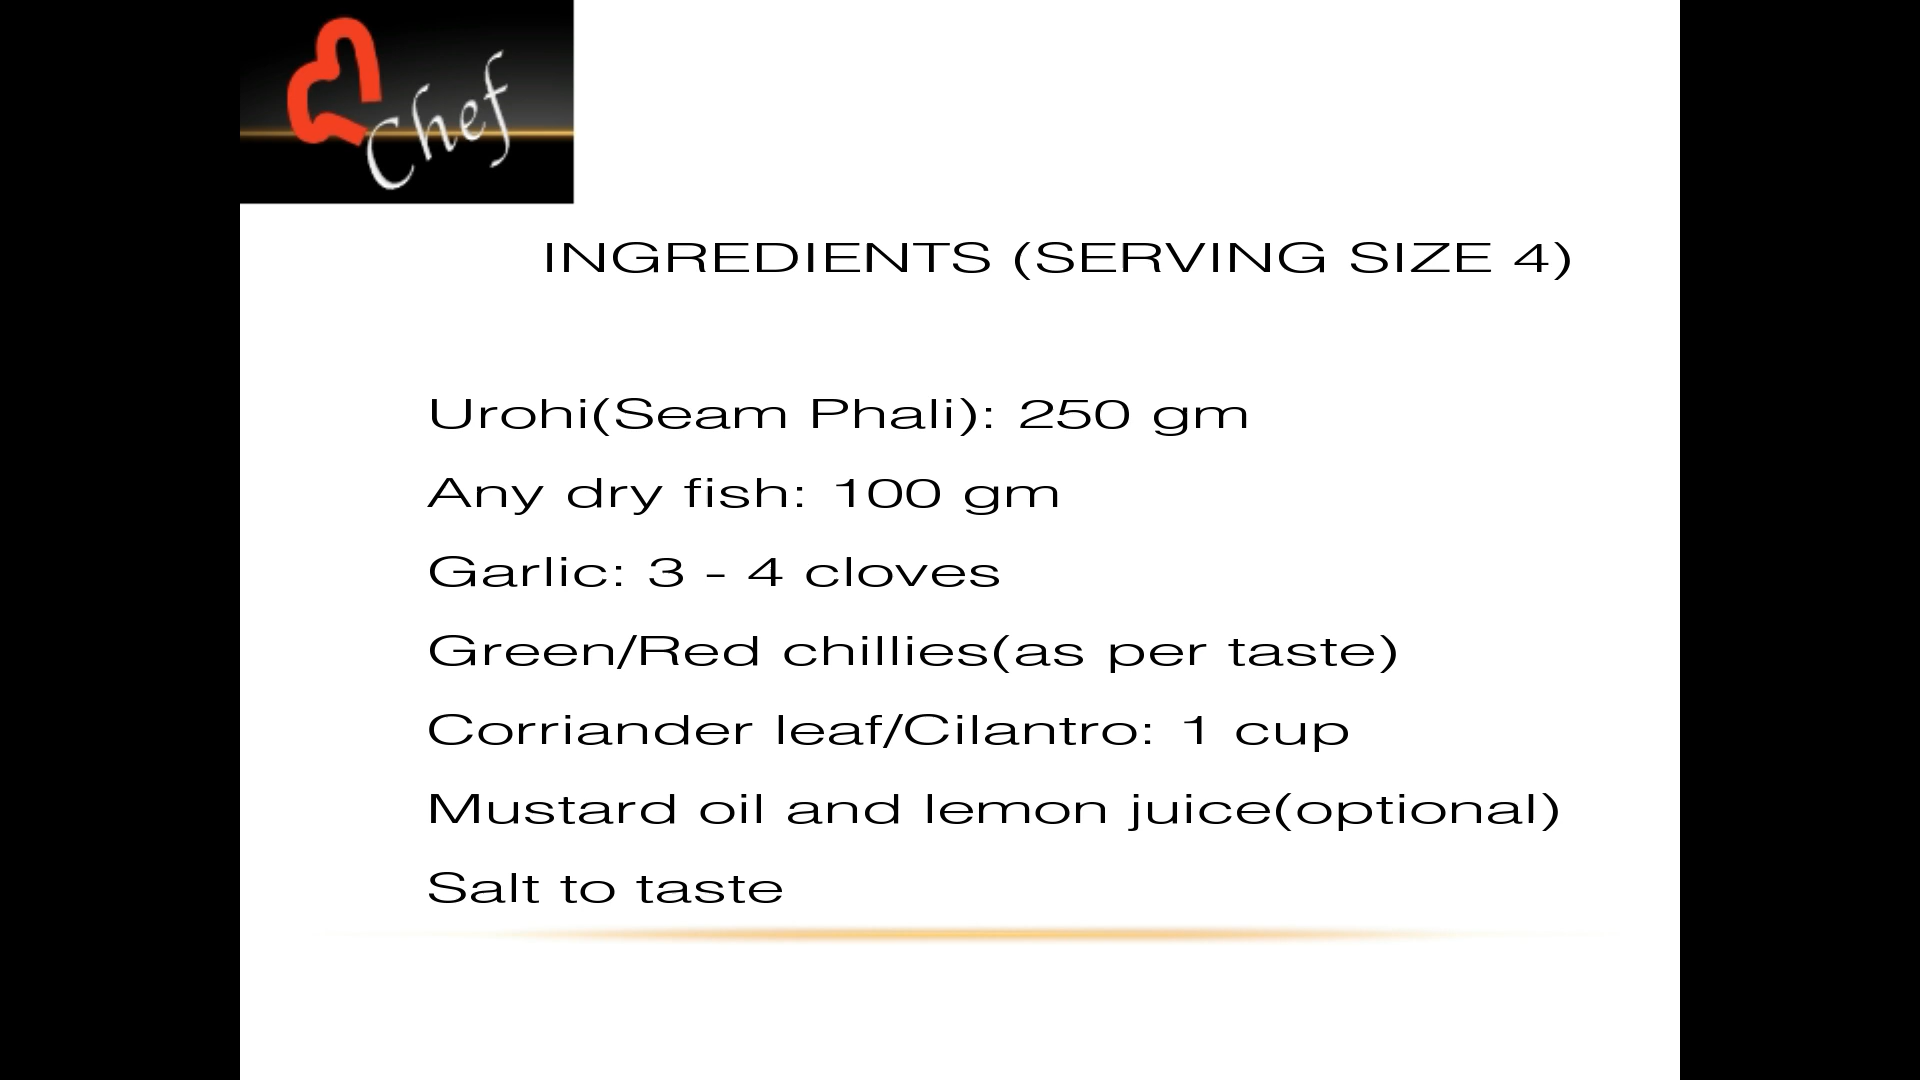 Chef
INGREDIENTS (SERVING SIZE 4)
Urohi(Seam Phali): 250 gm
Any dry fish: 100 gm
Garlic: 3 - 4 cloves
Green/Red chillies(as per taste)
Corriander leaf/Cilantro: 1 cup
Mustard oil and lemon juice(optional)
Salt to taste